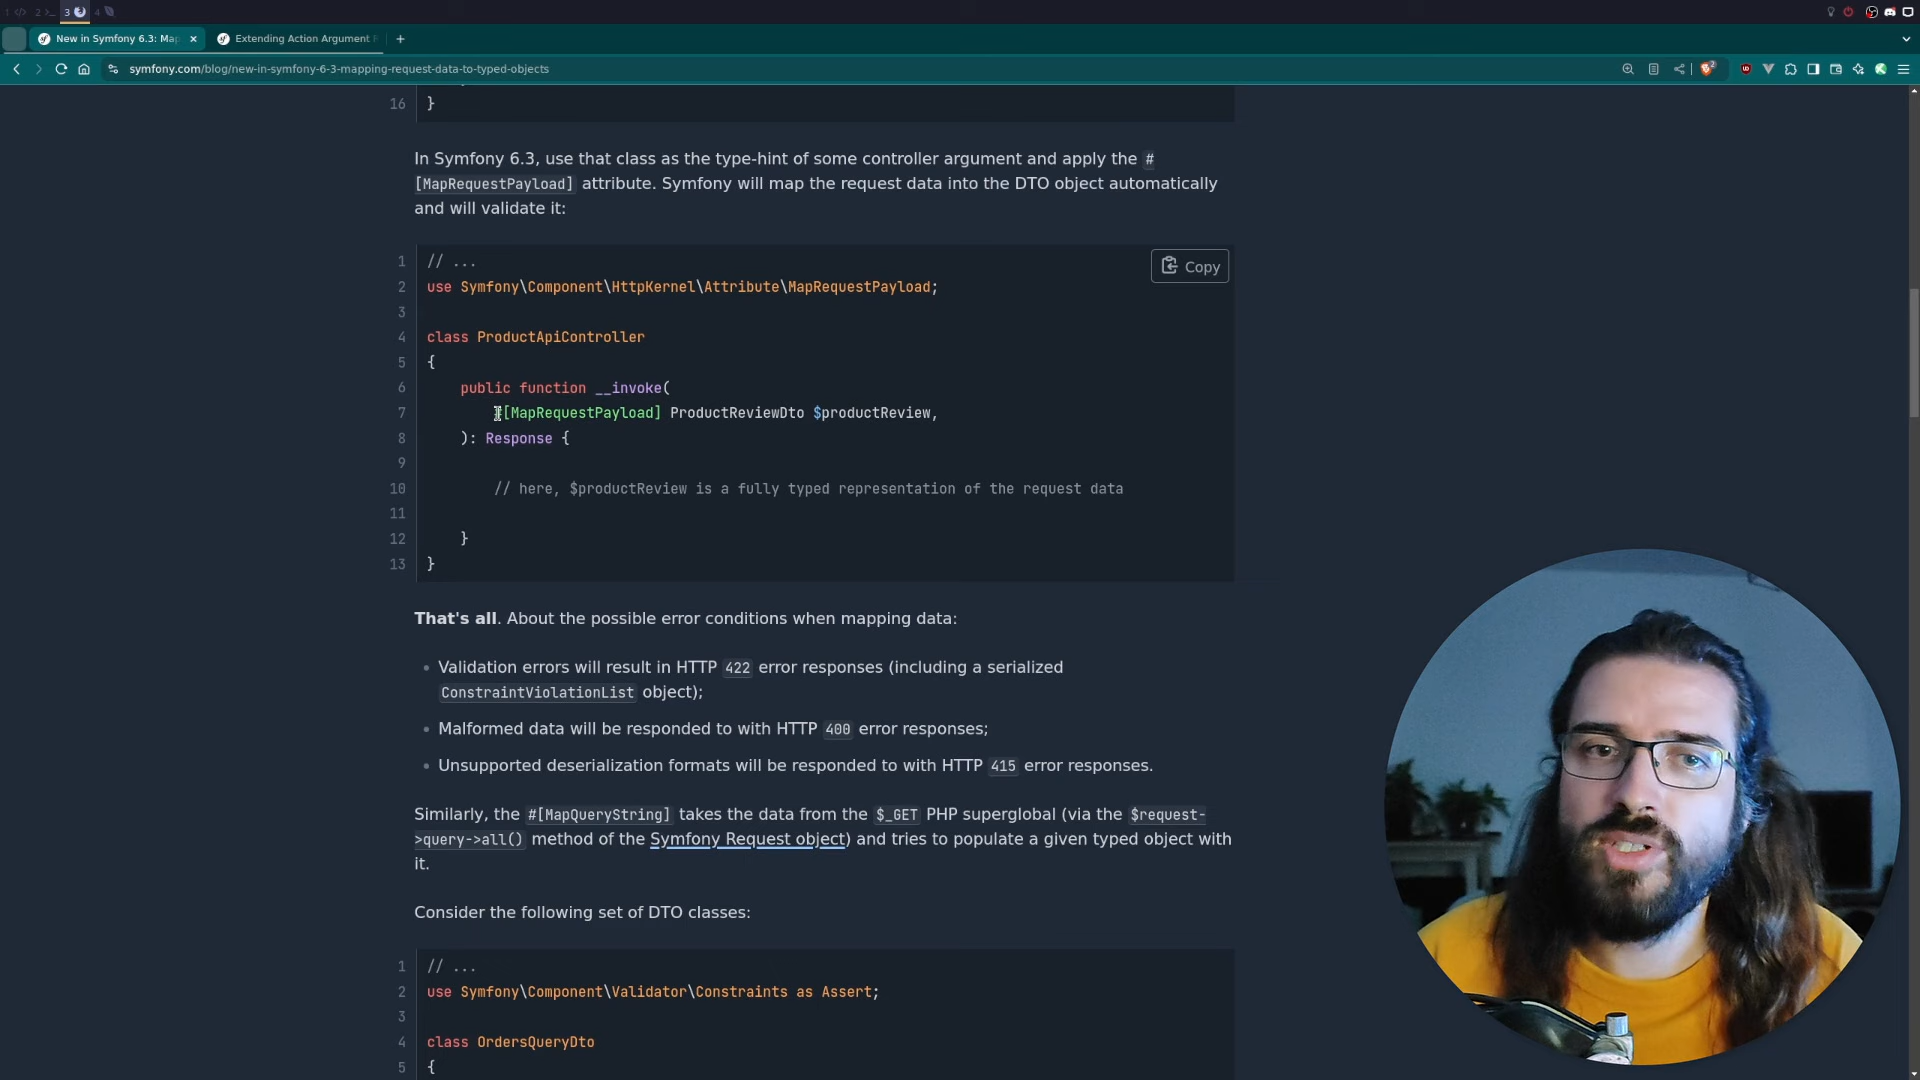 1 </> 2 >_ 3 4
New in Symfony 6.3: Map × Extending Action Argument +
symfony.com/blog/new-in-symfony-6-3-mapping-request-data-to-typed-objects
2
16 }
In Symfony 6.3, use that class as the type-hint of some controller argument and apply the #
[MapRequestPayload] attribute. Symfony will map the request data into the DTO object automatically
and will validate it:
Copy
1 // ...
2 use Symfony\Component\HttpKernel\Attribute\MapRequestPayload;
3
4 class ProductApiController
5 {
6 public function __invoke(
7 #[MapRequestPayload] ProductReviewDto $productReview,
8 ): Response {
9
10 // here, $productReview is a fully typed representation of the request data
11
12 }
13 }
That's all. About the possible error conditions when mapping data:
• Validation errors will result in HTTP 422 error responses (including a serialized
ConstraintViolationList object);
• Malformed data will be responded to with HTTP 400 error responses;
• Unsupported deserialization formats will be responded to with HTTP 415 error responses.
Similarly, the #[MapQueryString] takes the data from the $_GET PHP superglobal (via the $request-
>query->all() method of the Symfony Request object) and tries to populate a given typed object with
it.
Consider the following set of DTO classes:
1 // ...
2 use Symfony\Component\Validator\Constraints as Assert;
3
4 class OrdersQueryDto
5 {